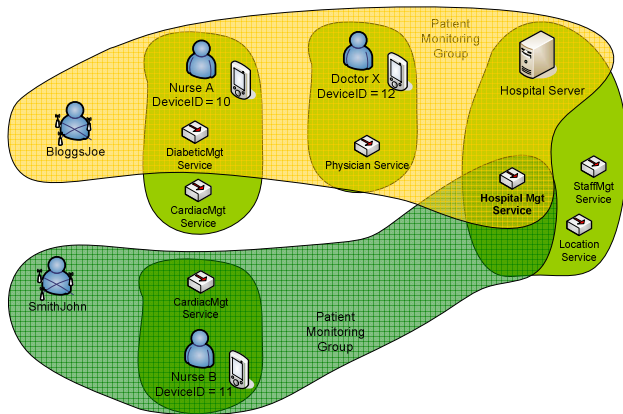 Patient
Monitoring
Group
Nurse A
DeviceID = 10
Doctor X
DeviceID = 12
Hospital Server
BloggsJoe
DiabeticMgt
Service
Physician Service
CardiacMgt
Service
Hospital Mgt
Service
StaffMgt
Service
Location
Service
SmithJohn
CardiacMgt
Service
Patient
Monitoring
Group
Nurse B
DeviceID = 11